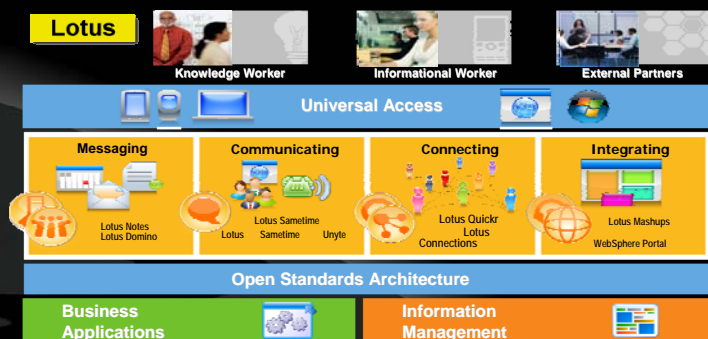 Lotus
Knowledge Worker
Informational Worker
External Partners
Universal Access
Messaging
Lotus Notes
Lotus Domino
Communicating
Lotus Sametime
Lotus Sametime Unyte
Connecting
Lotus Quickr
Lotus
Connections
Integrating
Lotus Mashups
WebSphere Portal
Open Standards Architecture
Business
Applications
Information
Management